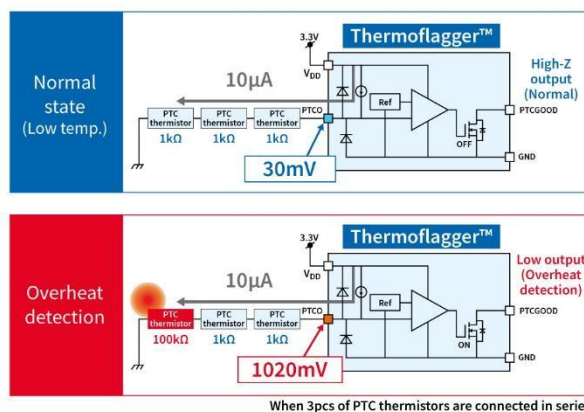 Normal
state
(Low temp.)
Thermoflagger™
3.3V
VDD
10μA
High-Z
output
(Normal)
PTC
thermistor
PTC
thermistor
PTC
thermistor
PTCO
1kΩ
1kΩ
1kΩ
Ref
PTCGOOD
OFF
GND
30mV
Overheat
detection
Thermoflagger™
3.3V
VDD
10μA
Low output
(Overheat
detection)
PTC
thermistor
PTC
thermistor
PTC
thermistor
PTCO
100kΩ
1kΩ
1kΩ
Ref
PTCGOOD
ON
GND
1020mV
When 3pcs of PTC thermistors are connected in serie